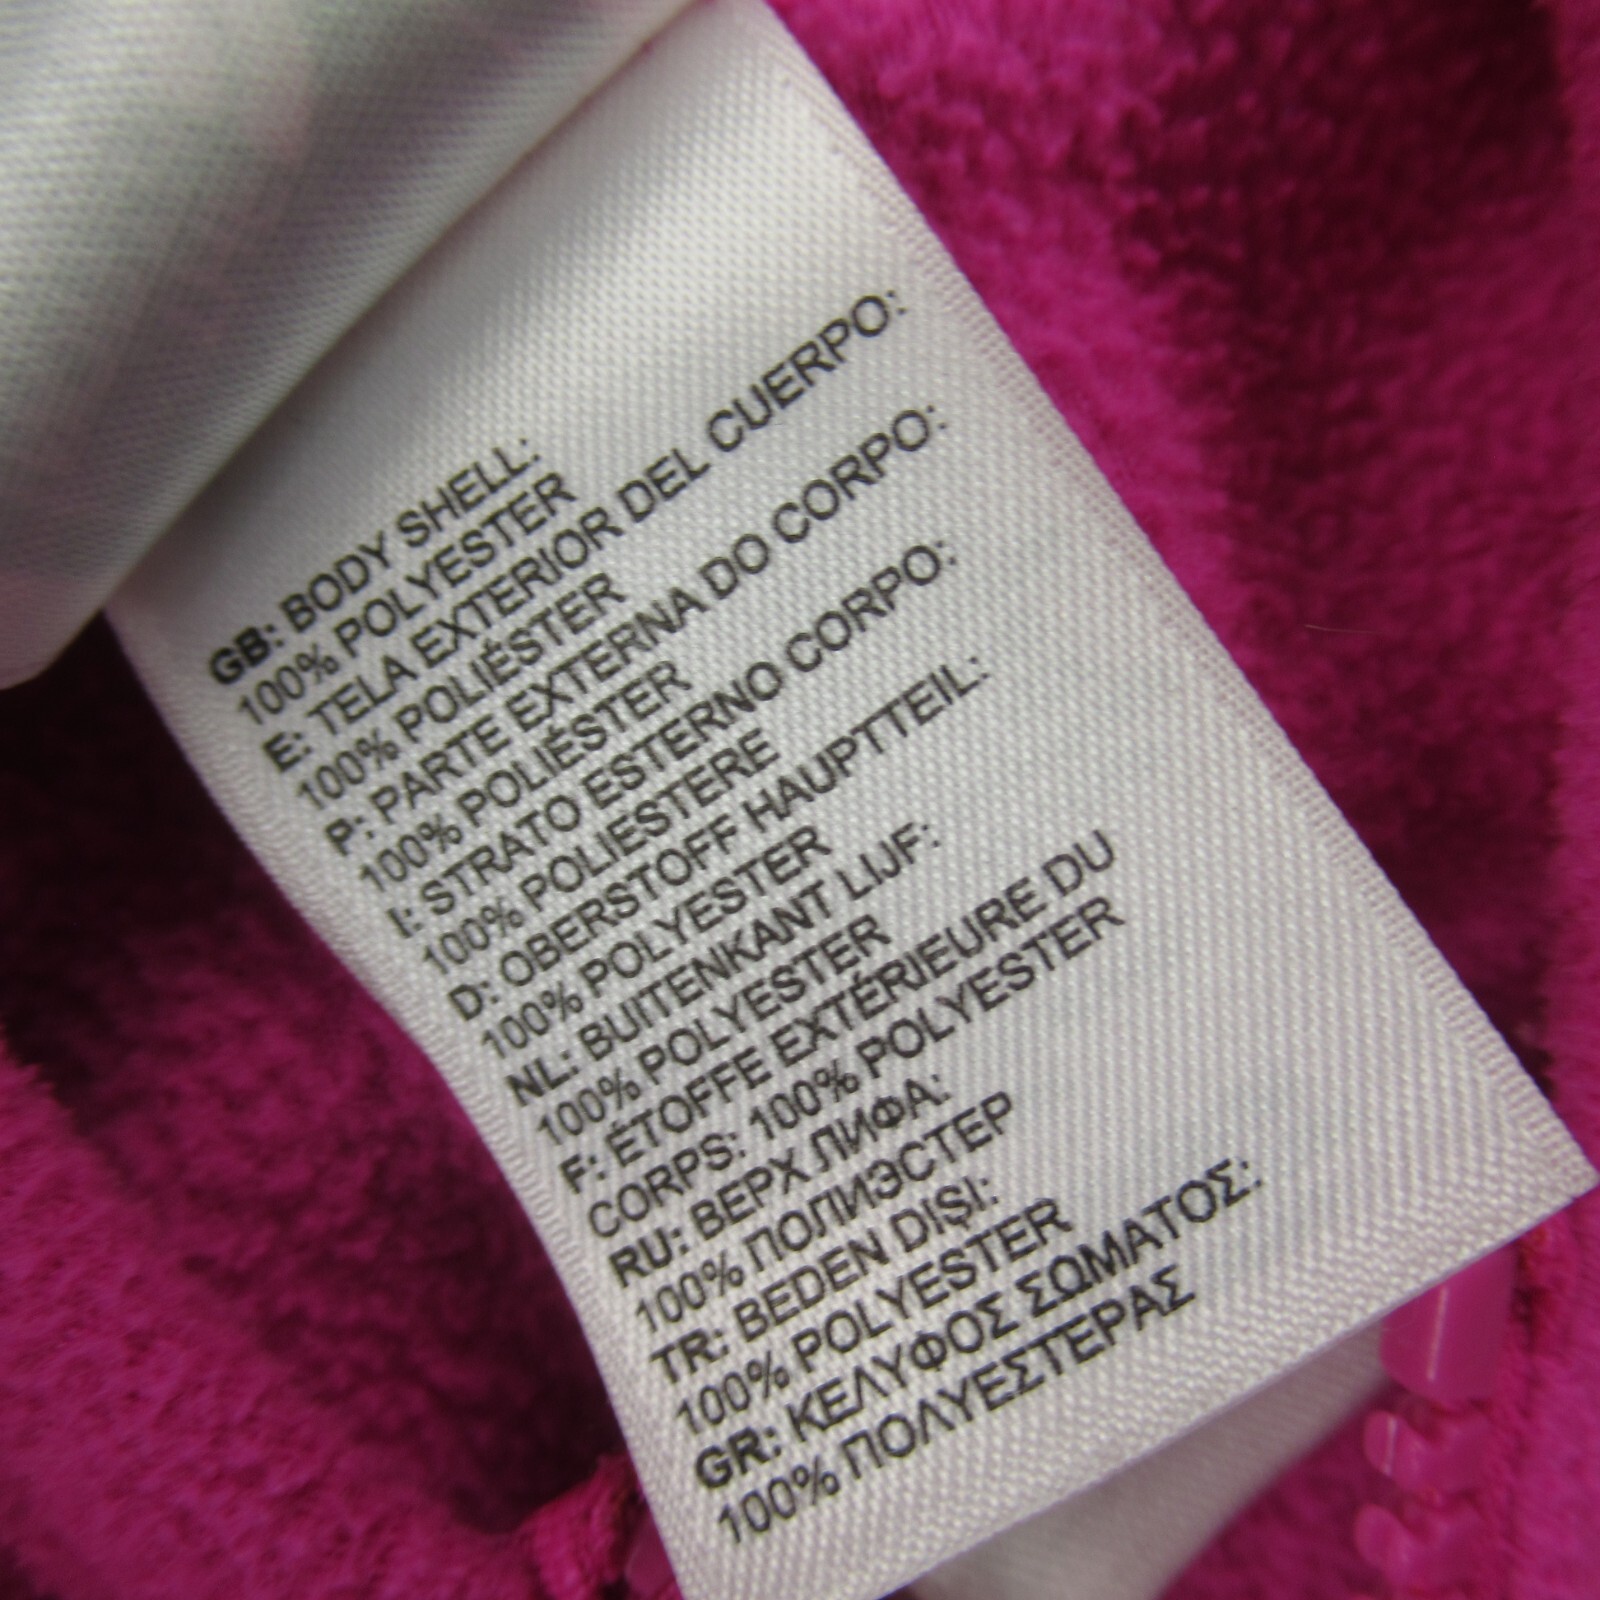 GB: BODY SHELL:
100% POLYESTER
E: TELA EXTERIOR DEL CUERPO:
100% POLIÉSTER
P: PARTE EXTERNA DO CORPO:
100% POLIÉSTER
I: STRATO ESTERNO CORPO:
100% POLIESTERE
D: OBERSTOFF HAUPTTEIL:
100% POLYESTER
NL: BUITENKANT LIJF:
100% POLYESTER
F: ÉTOFFE EXTÉRIEURE DU
CORPS: 100% POLYESTER
RU: ВЕРХ ЛИФА:
100% ПОЛИЭСТЕР
TR: BEDEN DIŞI:
100% POLYESTER
GR: ΚΕΛΥΦΟΣ ΣΩΜΑΤΟΣ:
100% ΠΟΛΥΕΣΤΕΡΑΣ